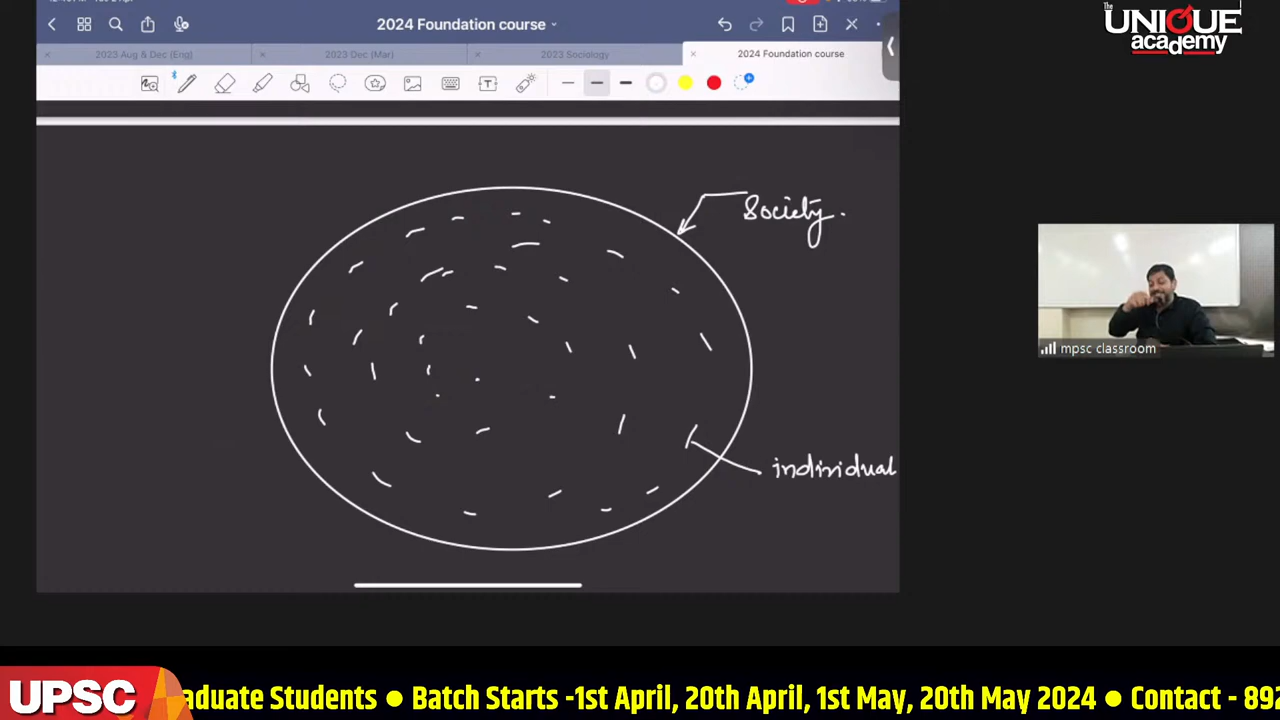 2024 Foundation course
The
UNIQUE
academy
2023 Aug & Dec (Eng)
2023 Dec (Mar)
2023 Sociology
2024 Foundation course
Society.
individual
mpsc classroom
UPSC
aduate Students ● Batch Starts -1st April, 20th April, 1st May, 20th May 2024 ● Contact - 892